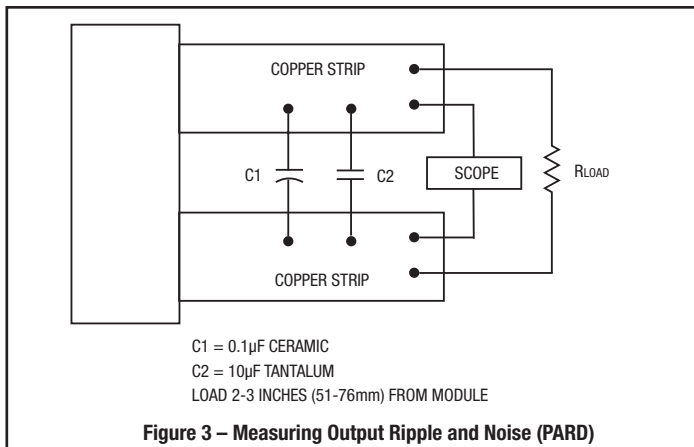 COPPER STRIP
C1
C2
SCOPE
RLOAD
COPPER STRIP
C1 = 0.1µF CERAMIC
C2 = 10µF TANTALUM
LOAD 2-3 INCHES (51-76mm) FROM MODULE
Figure 3 – Measuring Output Ripple and Noise (PARD)